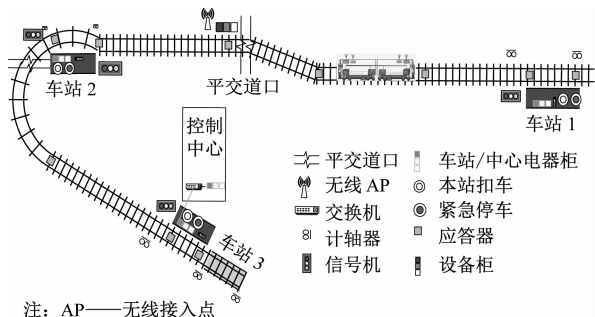 平交道口
车站 2
车站 1
控制
中心
车站 3
平交道口
车站/中心电器柜
无线 AP
本站扣车
交换机
紧急停车
计轴器
应答器
信号机
设备柜
注：AP——无线接入点